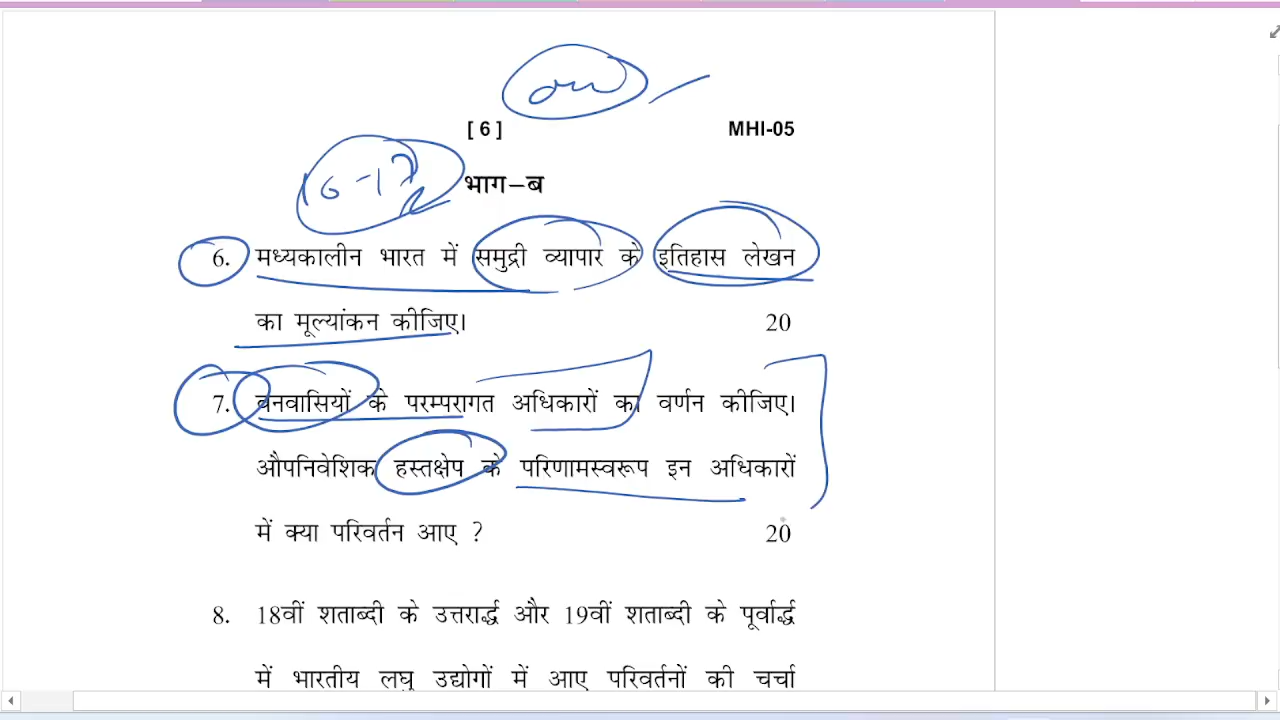 [ 6 ] MHI-05
16-17
भाग–ब
6. मध्यकालीन भारत में समुद्री व्यापार के इतिहास लेखन
का मूल्यांकन कीजिए। 20
7. वनवासियों के परम्परागत अधिकारों का वर्णन कीजिए।
औपनिवेशिक हस्तक्षेप के परिणामस्वरूप इन अधिकारों
में क्या परिवर्तन आए ? 20
8. 18वीं शताब्दी के उत्तरार्द्ध और 19वीं शताब्दी के पूर्वार्द्ध
में भारतीय लघु उद्योगों में आए परिवर्तनों की चर्चा